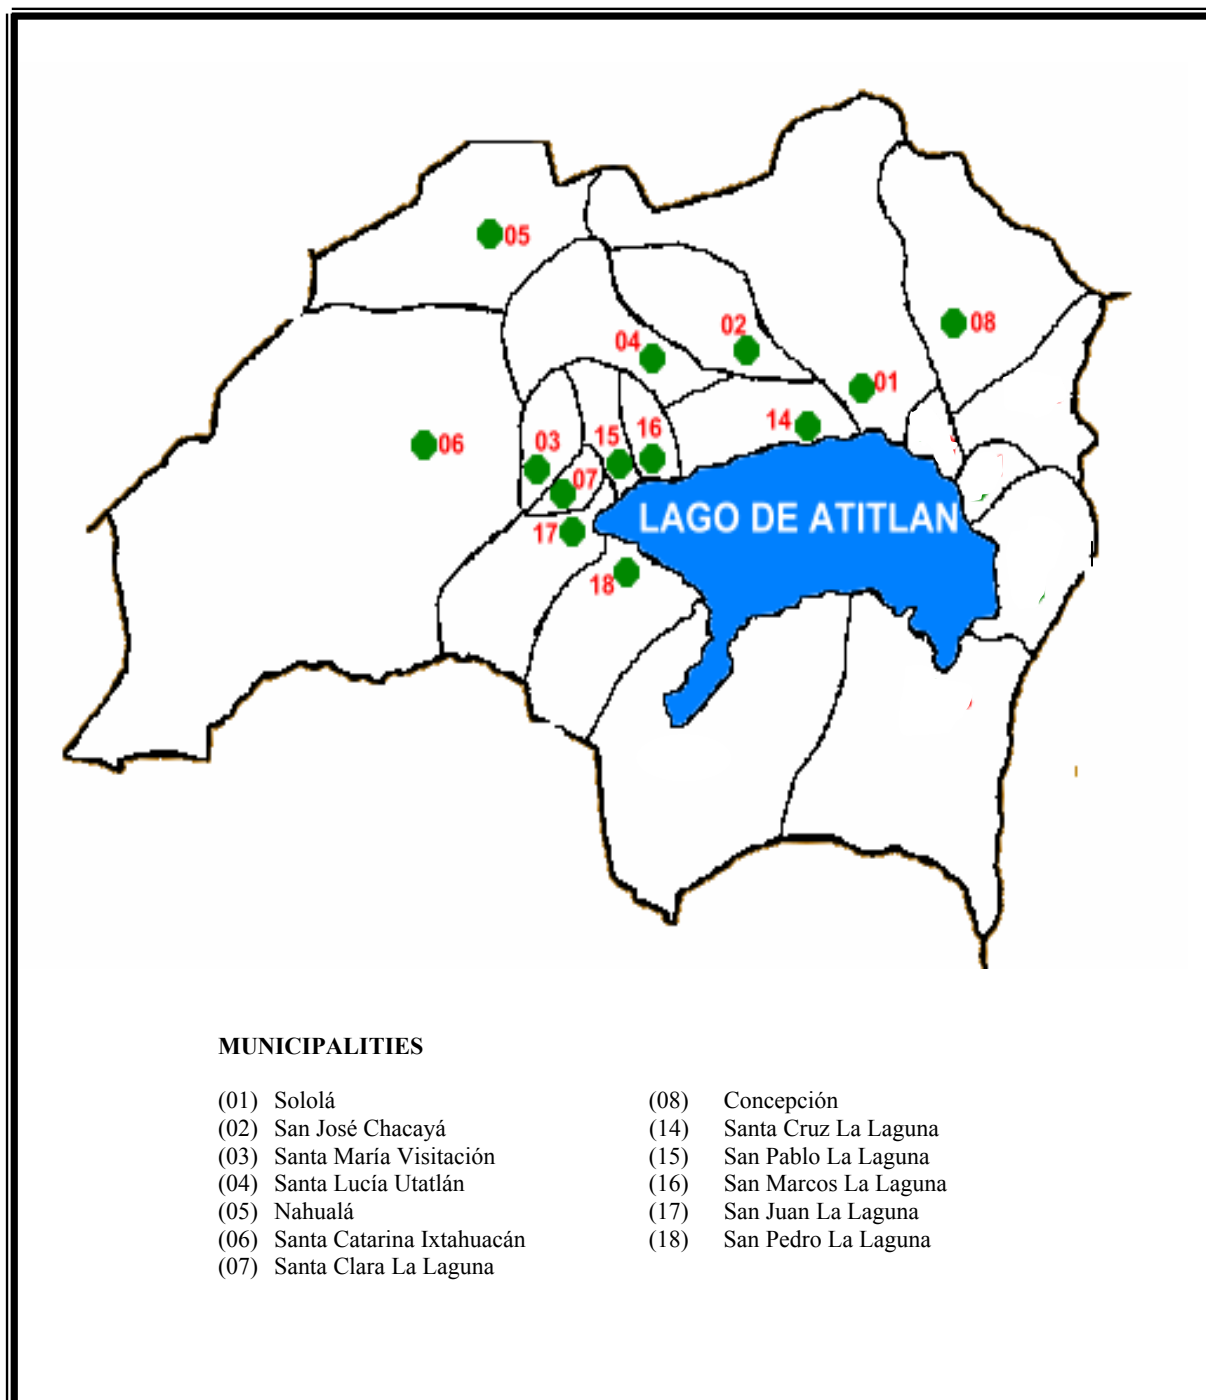 05
02
08
04
01
14
16
03
15
06
07
LAGO DE ATITLAN
17
18
MUNICIPALITIES
(01) Sololá
(02) San José Chacayá
(03) Santa María Visitación
(04) Santa Lucía Utatlán
(05) Nahualá
(06) Santa Catarina Ixtahuacán
(07) Santa Clara La Laguna
(08) Concepción
(14) Santa Cruz La Laguna
(15) San Pablo La Laguna
(16) San Marcos La Laguna
(17) San Juan La Laguna
(18) San Pedro La Laguna